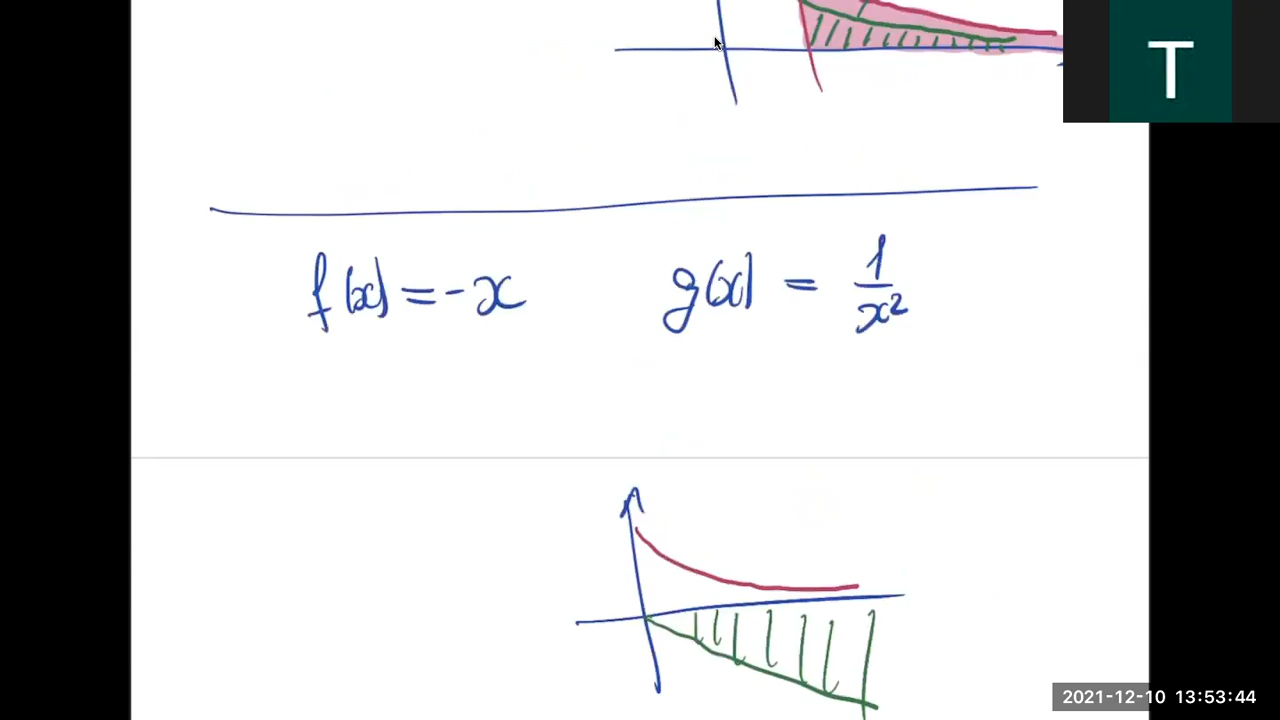 T
f(x) = -x g(x) = 1/x²
2021-12-10 13:53:44